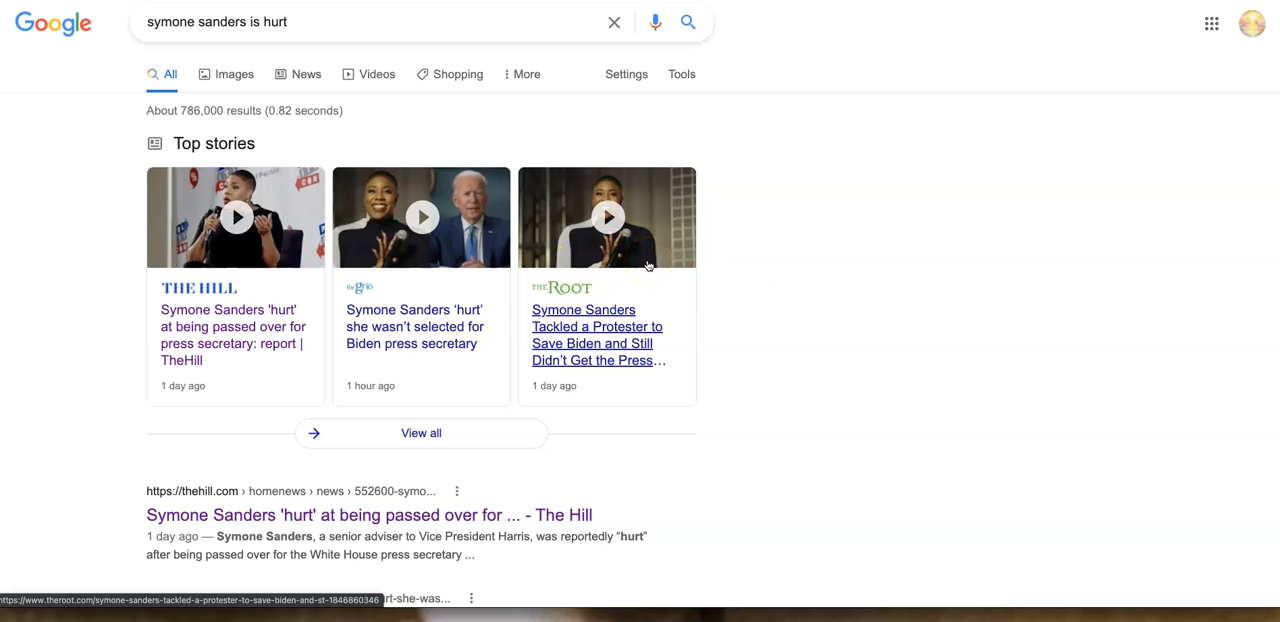 Google
symone sanders is hurt
All Images News Videos Shopping More Settings Tools
About 786,000 results (0.82 seconds)
Top stories
THE HILL
Symone Sanders 'hurt'
at being passed over for
press secretary: report |
TheHill
1 day ago
theGrio
Symone Sanders ‘hurt’
she wasn’t selected for
Biden press secretary
1 hour ago
THE ROOT
Symone Sanders
Tackled a Protester to
Save Biden and Still
Didn’t Get the Press…
1 day ago
View all
https://thehill.com › homenews › news › 552600-symo...
Symone Sanders 'hurt' at being passed over for ... - The Hill
1 day ago — Symone Sanders, a senior adviser to Vice President Harris, was reportedly “hurt”
after being passed over for the White House press secretary ...
https://www.theroot.com/symone-sanders-tackled-a-protester-to-save-biden-and-st-1846860346 rt-she-was...